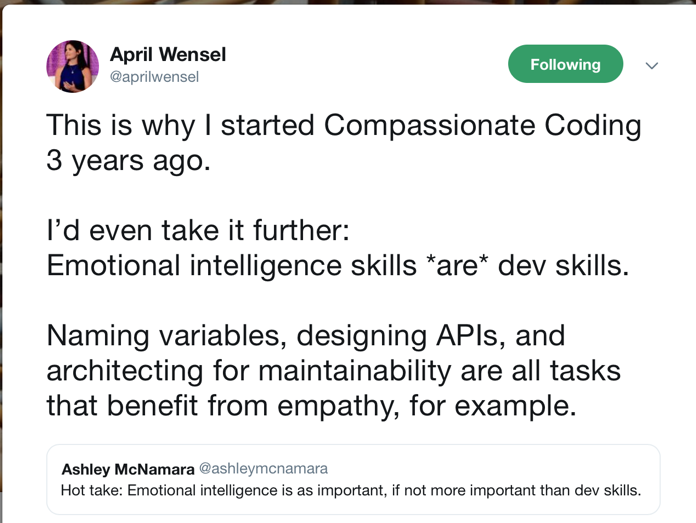 April Wensel
@aprilwensel
Following
This is why I started Compassionate Coding
3 years ago.
I’d even take it further:
Emotional intelligence skills *are* dev skills.
Naming variables, designing APIs, and
architecting for maintainability are all tasks
that benefit from empathy, for example.
Ashley McNamara @ashleymcnamara
Hot take: Emotional intelligence is as important, if not more important than dev skills.